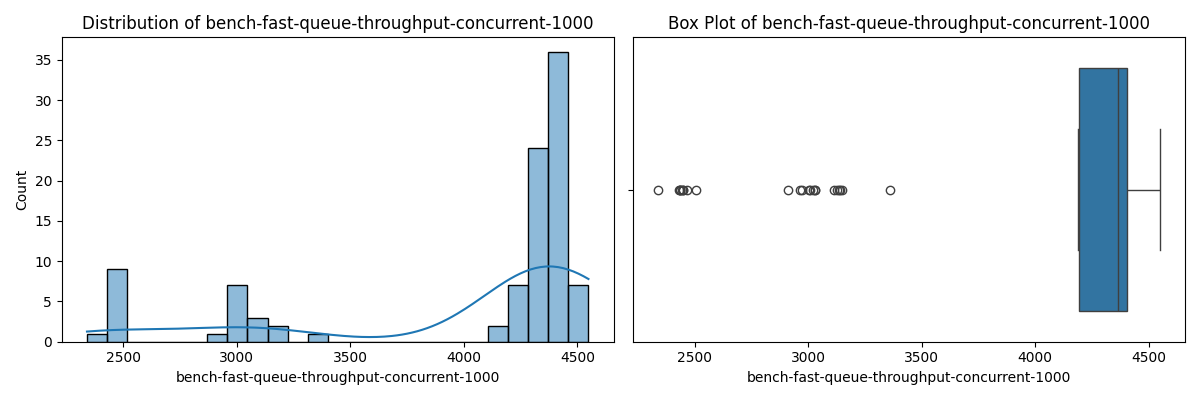 Distribution of bench-fast-queue-throughput-concurrent-1000
Count
35
30
25
20
15
10
5
0
2500 3000 3500 4000 4500
bench-fast-queue-throughput-concurrent-1000
Box Plot of bench-fast-queue-throughput-concurrent-1000
2500 3000 3500 4000 4500
bench-fast-queue-throughput-concurrent-1000